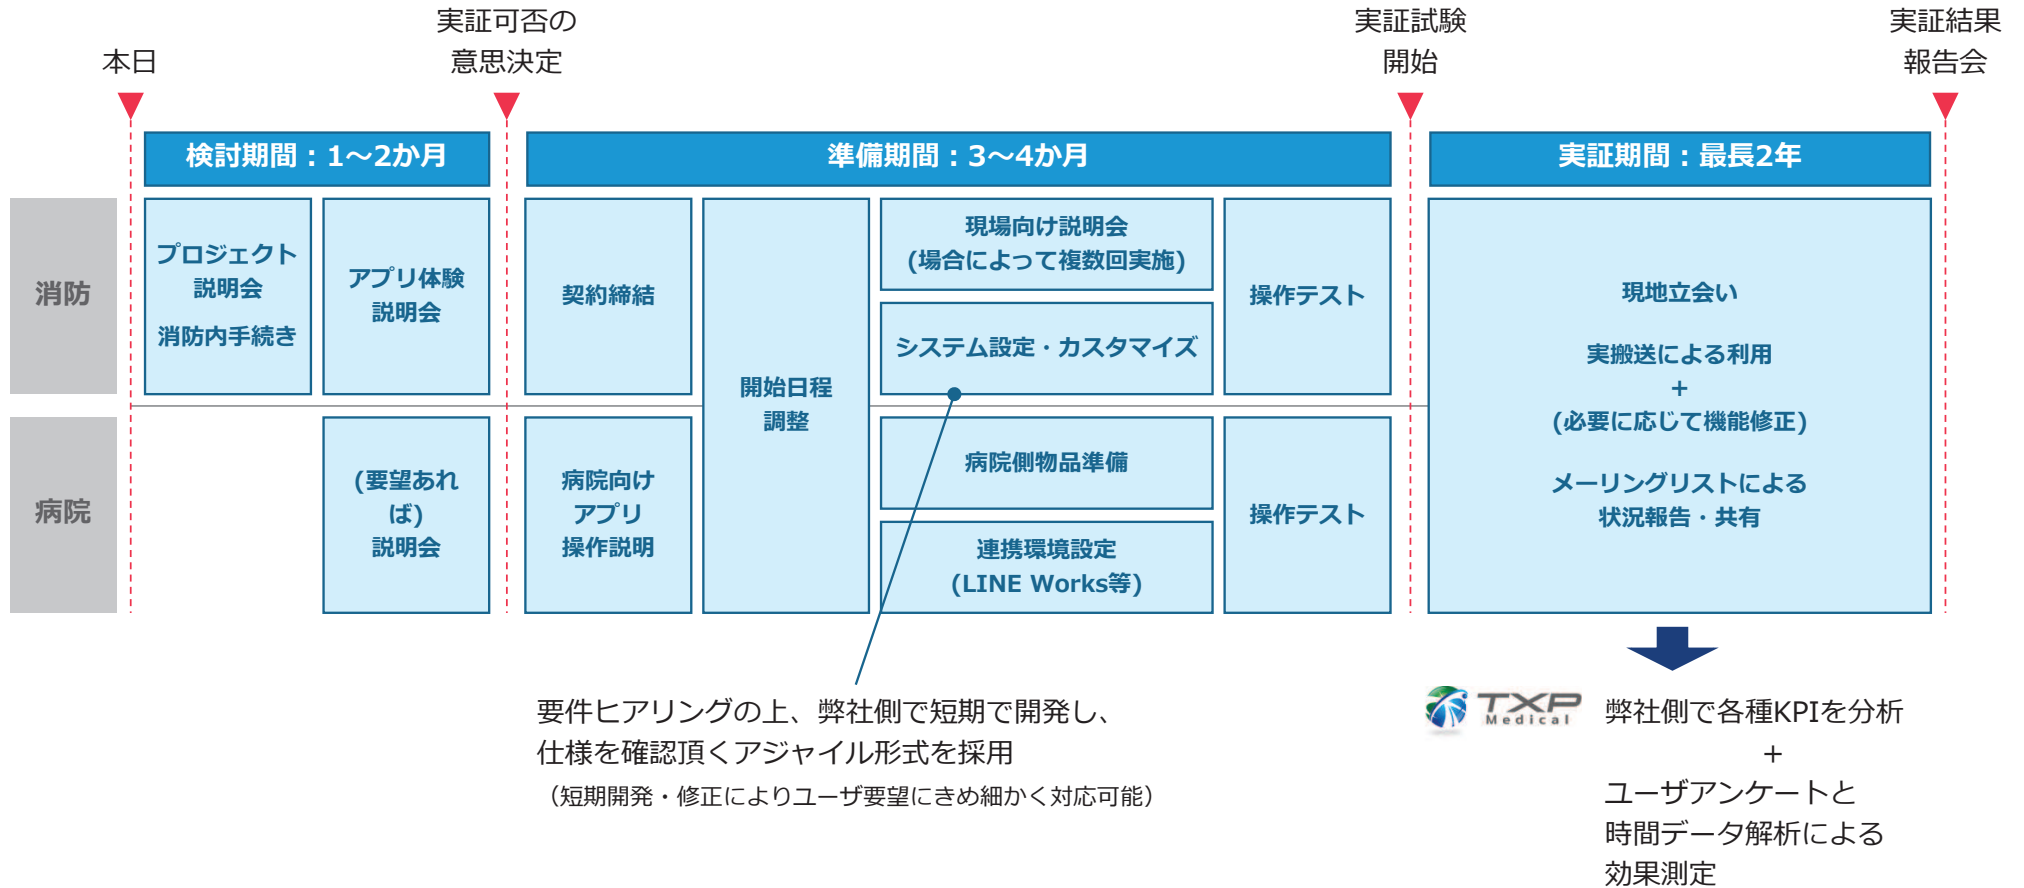 本日
実証可否の
意思決定
実証試験
開始
実証結果
報告会
検討期間：1～2か月
準備期間：3～4か月
実証期間：最長2年
消防
プロジェクト
説明会
消防内手続き
アプリ体験
説明会
契約締結
開始日程
調整
現場向け説明会
(場合によって複数回実施)
システム設定・カスタマイズ
操作テスト
現地立会い
実搬送による利用
+
(必要に応じて機能修正)
メーリングリストによる
状況報告・共有
病院
(要望あれ
ば)
説明会
病院向け
アプリ
操作説明
病院側物品準備
連携環境設定
(LINE Works等)
操作テスト
要件ヒアリングの上、弊社側で短期で開発し、
仕様を確認頂くアジャイル形式を採用
（短期開発・修正によりユーザ要望にきめ細かく対応可能）
TXP
Medical
弊社側で各種KPIを分析
+
ユーザアンケートと
時間データ解析による
効果測定